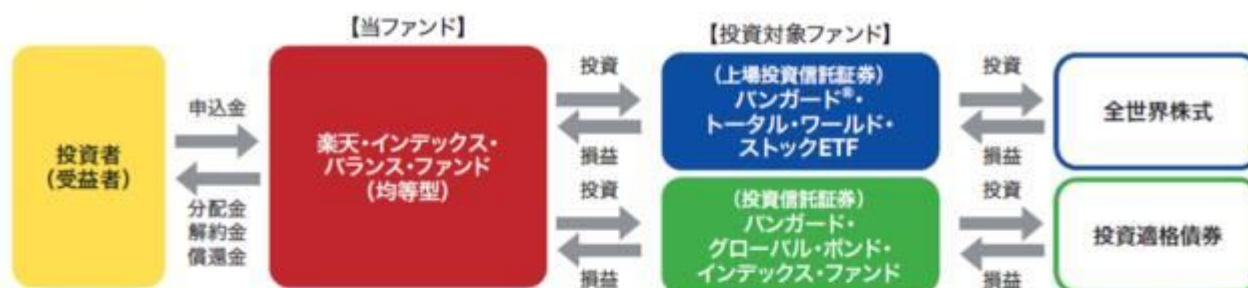 【当ファンド】
【投資対象ファンド】
投資者
(受益者)
申込金
分配金
解約金
償還金
楽天・インデックス・
バランス・ファンド
(均等型)
投資
損益
投資
損益
(上場投資信託証券)
バンガード®・
トータル・ワールド・
ストックETF
(投資信託証券)
バンガード・
グローバル・ボンド・
インデックス・ファンド
投資
損益
投資
損益
全世界株式
投資適格債券